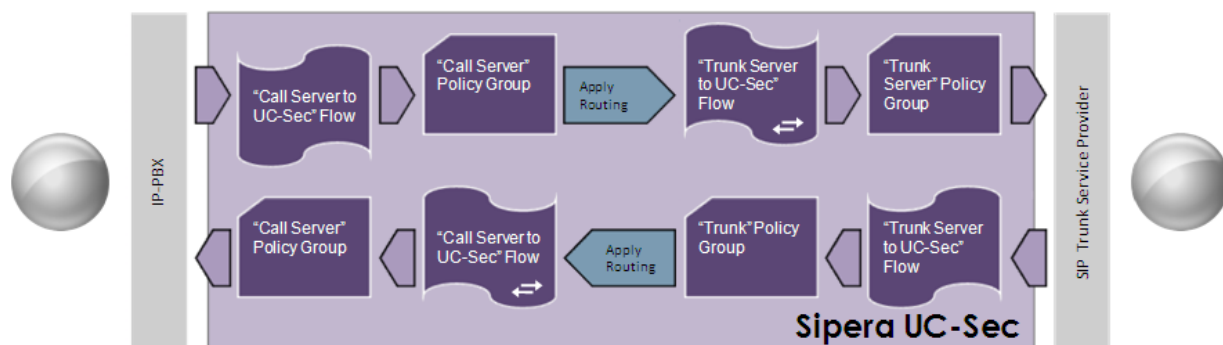 IP-PBX
“Call Server to
UC-Sec” Flow
“Call Server”
Policy Group
Apply
Routing
“Trunk Server
to UC-Sec”
Flow
“Trunk
Server” Policy
Group
SIP Trunk Service Provider
“Call Server”
Policy Group
“Call Server to
UC-Sec” Flow
Apply
Routing
“Trunk” Policy
Group
“Trunk Server
to UC-Sec”
Flow
Sipera UC-Sec